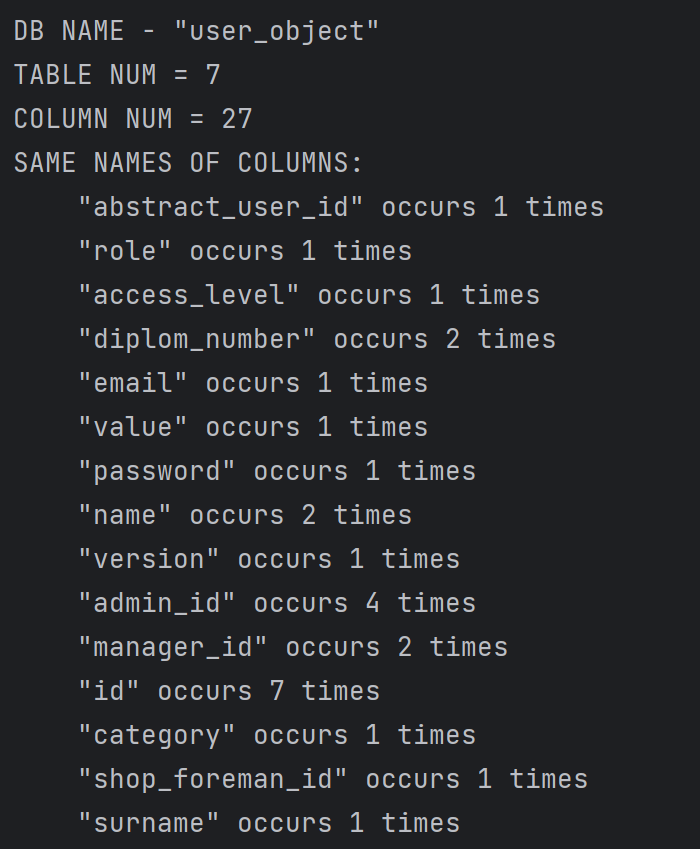 DB NAME - "user_object"
TABLE NUM = 7
COLUMN NUM = 27
SAME NAMES OF COLUMNS:
    "abstract_user_id" occurs 1 times
    "role" occurs 1 times
    "access_level" occurs 1 times
    "diplom_number" occurs 2 times
    "email" occurs 1 times
    "value" occurs 1 times
    "password" occurs 1 times
    "name" occurs 2 times
    "version" occurs 1 times
    "admin_id" occurs 4 times
    "manager_id" occurs 2 times
    "id" occurs 7 times
    "category" occurs 1 times
    "shop_foreman_id" occurs 1 times
    "surname" occurs 1 times